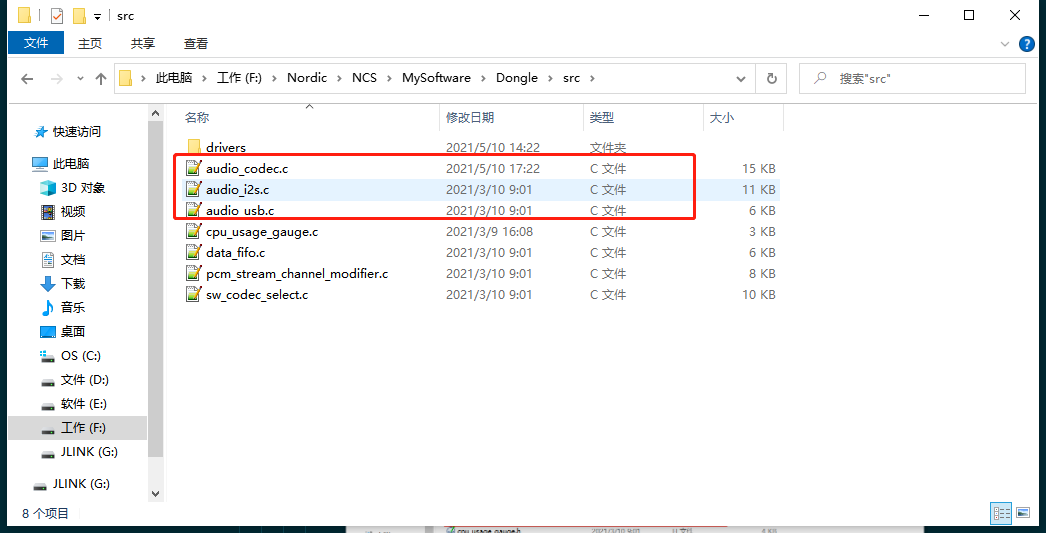 src
文件 主页 共享 查看
此电脑 工作 (F:) Nordic NCS MySoftware Dongle src 搜索"src"
名称 修改日期 类型 大小
快速访问
此电脑
3D 对象
视频
图片
文档
下载
音乐
桌面
OS (C:)
文件 (D:)
软件 (E:)
工作 (F:)
JLINK (G:)
JLINK (G:)
drivers 2021/5/10 14:22 文件夹
audio_codec.c 2021/5/10 17:22 C 文件 15 KB
audio_i2s.c 2021/3/10 9:01 C 文件 11 KB
audio_usb.c 2021/3/10 9:01 C 文件 6 KB
cpu_usage_gauge.c 2021/3/9 16:08 C 文件 3 KB
data_fifo.c 2021/3/10 9:01 C 文件 6 KB
pcm_stream_channel_modifier.c 2021/3/10 9:01 C 文件 8 KB
sw_codec_select.c 2021/3/10 9:01 C 文件 10 KB
8 个项目
cpu_usage_gauge.h 2021/3/10 9:01